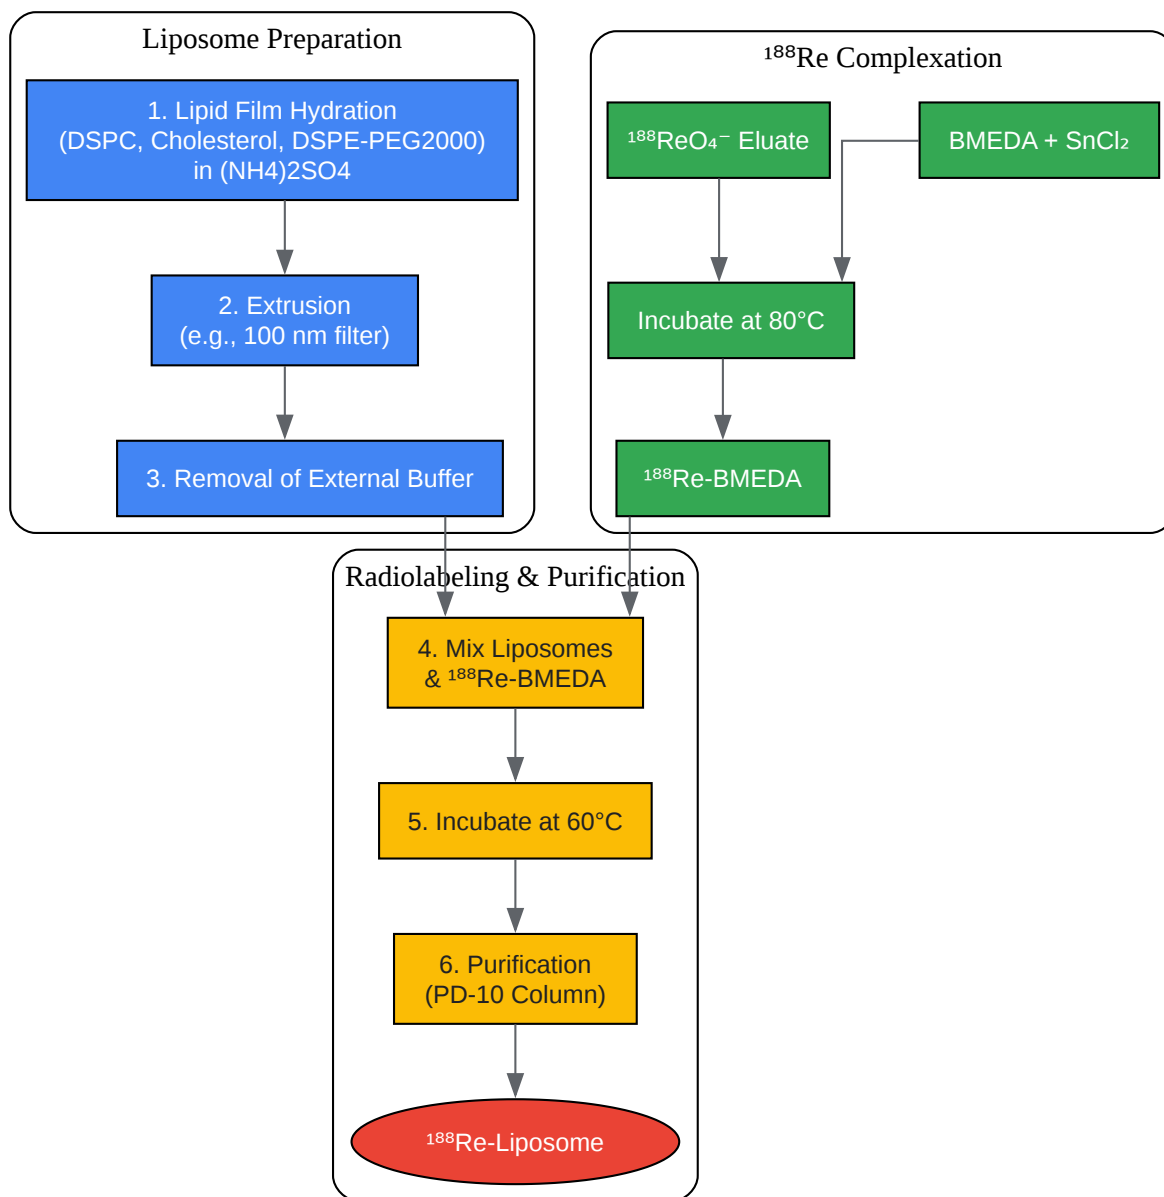 Liposome Preparation
1. Lipid Film Hydration
(DSPC, Cholesterol, DSPE-PEG2000)
in (NH4)2SO4
2. Extrusion
(e.g., 100 nm filter)
3. Removal of External Buffer
¹⁸⁸Re Complexation
¹⁸⁸ReO₄⁻ Eluate
BMEDA + SnCl₂
Incubate at 80°C
¹⁸⁸Re-BMEDA
Radiolabeling & Purification
4. Mix Liposomes
& ¹⁸⁸Re-BMEDA
5. Incubate at 60°C
6. Purification
(PD-10 Column)
¹⁸⁸Re-Liposome